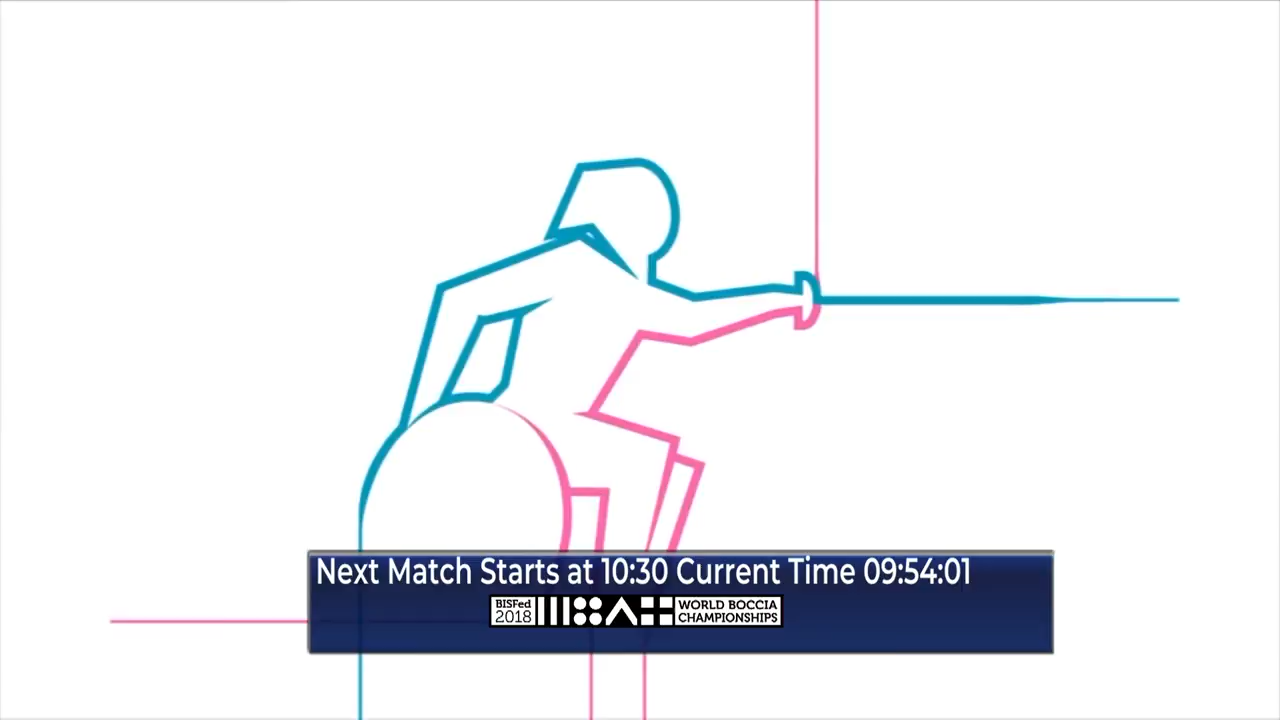 Next Match Starts at 10:30 Current Time 09:54:01
BISFed
2018
WORLD BOCCIA
CHAMPIONSHIPS